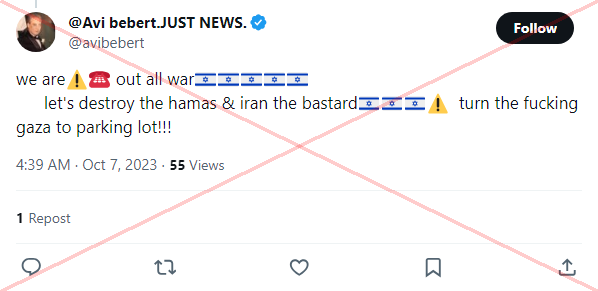 @Avi bebert.JUST NEWS.
Follow
@avibebert
we are⚠️☎️ out all war🇮🇱🇮🇱🇮🇱🇮🇱🇮🇱
let's destroy the hamas & iran the bastard🇮🇱🇮🇱🇮🇱⚠️ turn the fucking
gaza to parking lot!!!
4:39 AM · Oct 7, 2023 · 55 Views
1 Repost